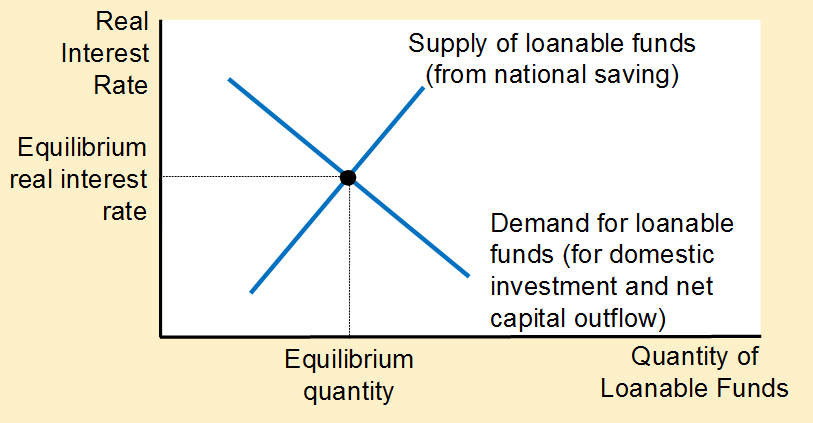 Real
Interest
Rate
Supply of loanable funds
(from national saving)
Equilibrium
real interest
rate
Demand for loanable
funds (for domestic
investment and net
capital outflow)
Equilibrium
quantity
Quantity of
Loanable Funds